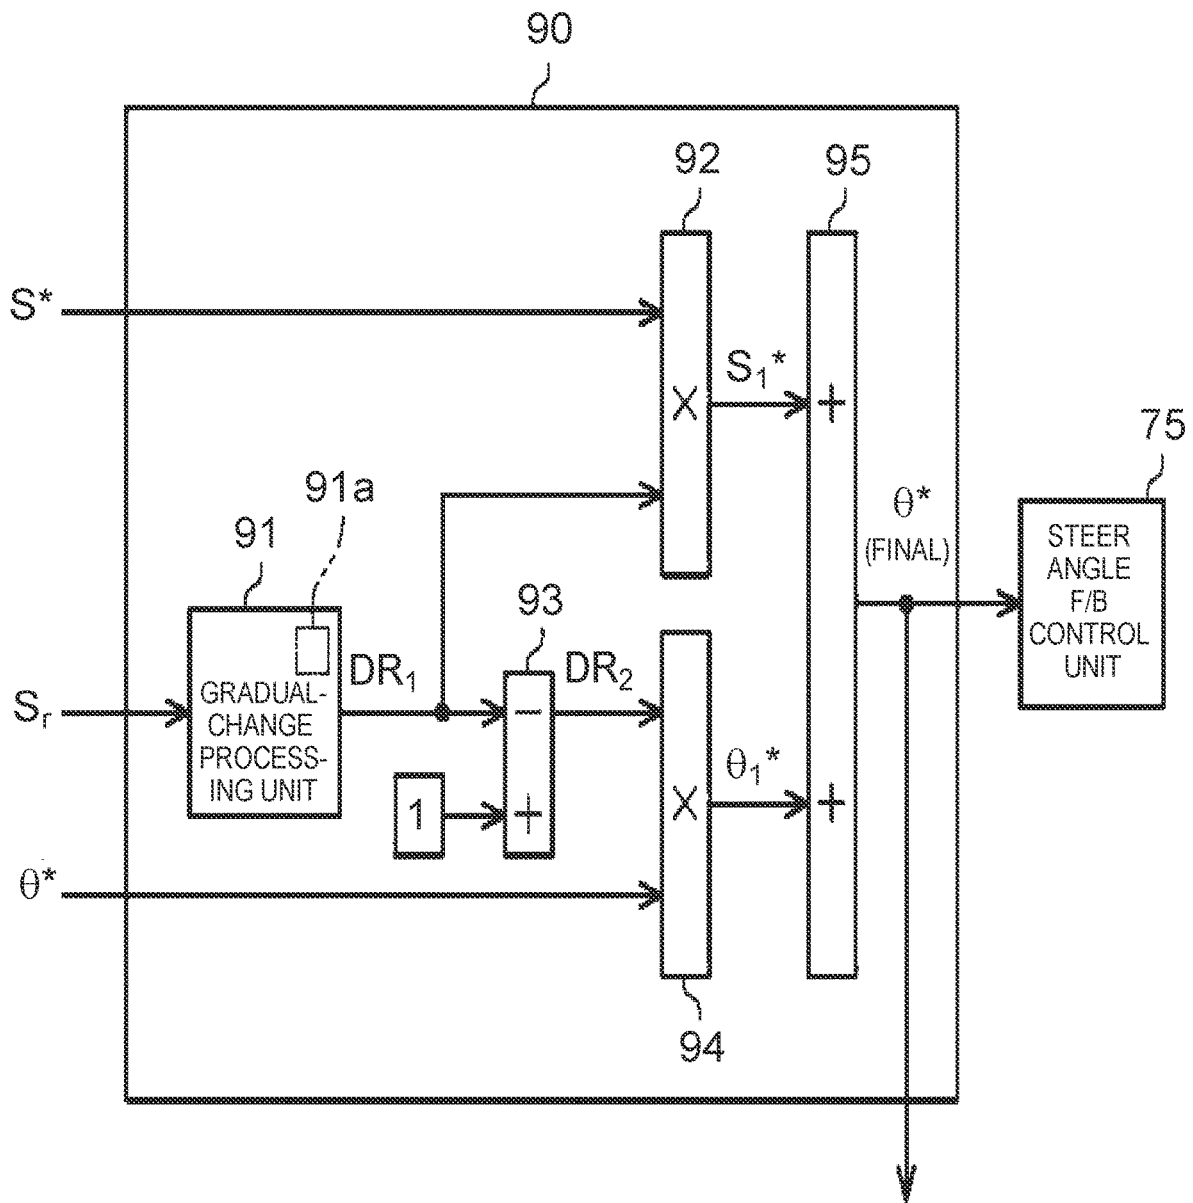 90
92
95
S*
S₁*
+
×
75
91a
91
θ*
(FINAL)
STEER
ANGLE
F/B
CONTROL
UNIT
93
DR₁
DR₂
GRADUAL-
CHANGE
PROCESS-
ING UNIT
Sᵣ
−
1
+
×
θ₁*
+
θ*
94